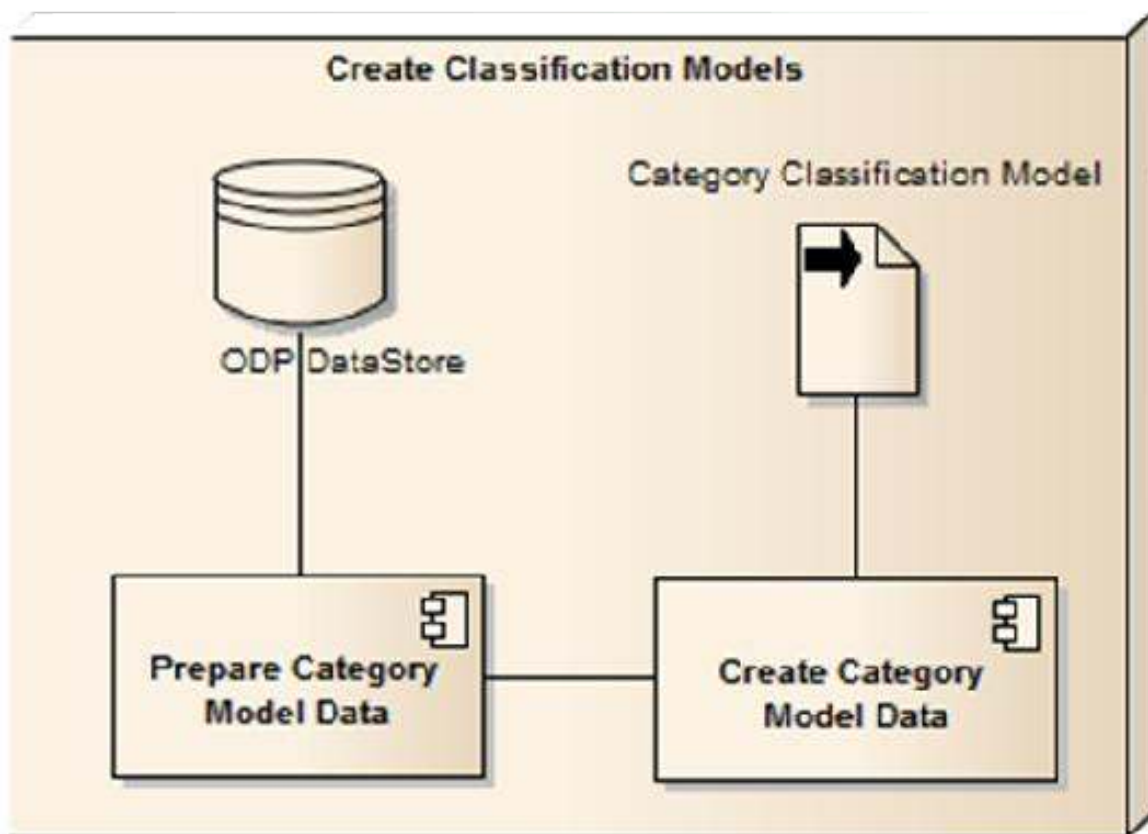 Create Classification Models
Category Classification Model
ODP DataStore
Prepare Category
Model Data
Create Category
Model Data